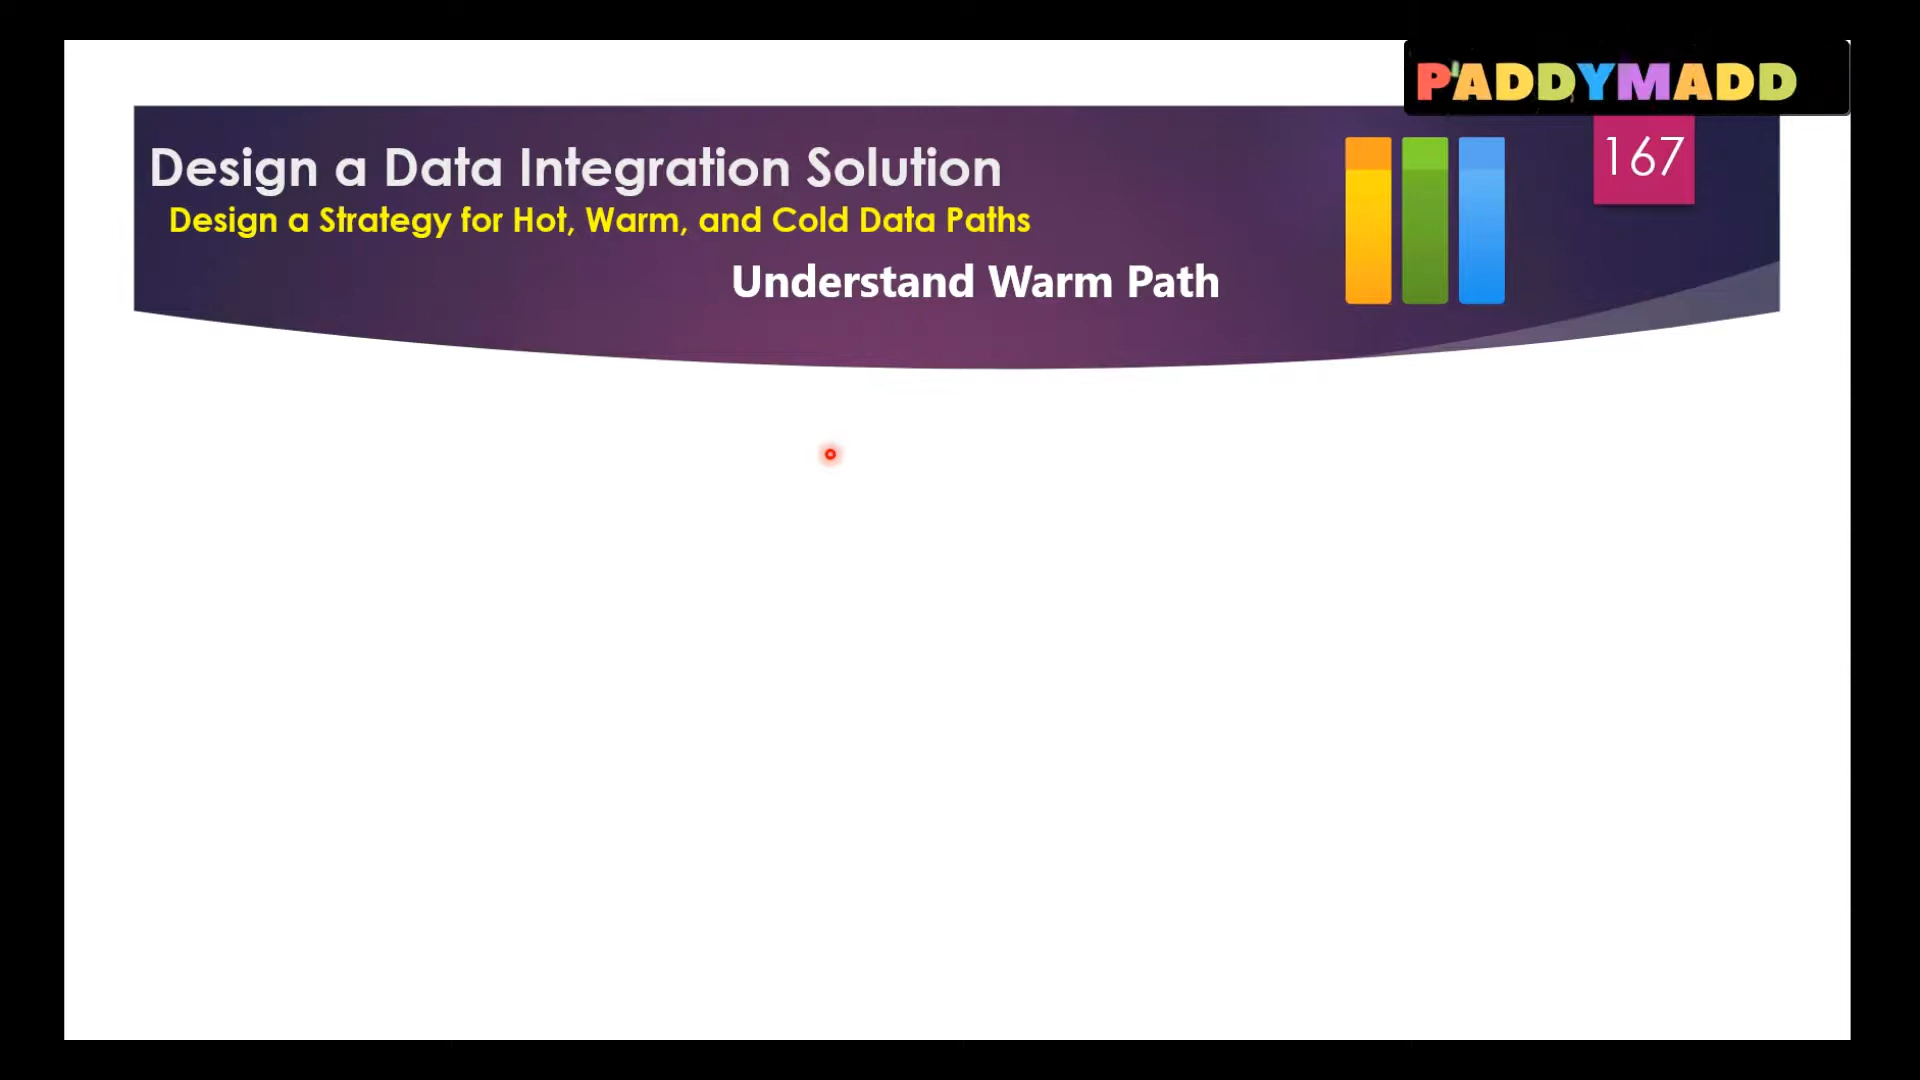 PADDYMADD
167
Design a Data Integration Solution
Design a Strategy for Hot, Warm, and Cold Data Paths
Understand Warm Path